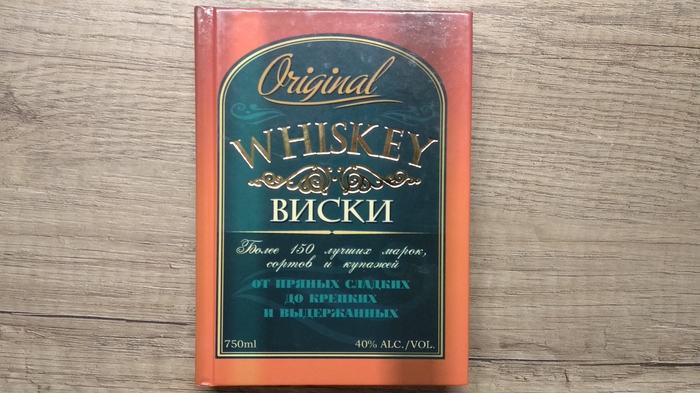 Original
WHISKEY
ВИСКИ
Более 150 лучших марок,
сортов и купажей
ОТ ПРЯНЫХ СЛАДКИХ
ДО КРЕПКИХ
И ВЫДЕРЖАННЫХ
750ml 40% ALC./VOL.